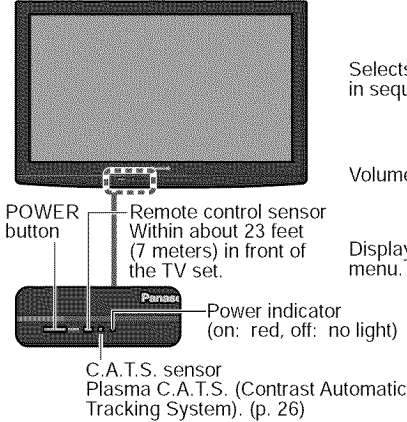 Selects
in sequ
Volume
Display
menu.
POWER
button
Remote control sensor
Within about 23 feet
(7 meters) in front of
the TV set.
Panaso
Power indicator
(on: red, off: no light)
C.A.T.S. sensor
Plasma C.A.T.S. (Contrast Automatic
Tracking System). (p. 26)